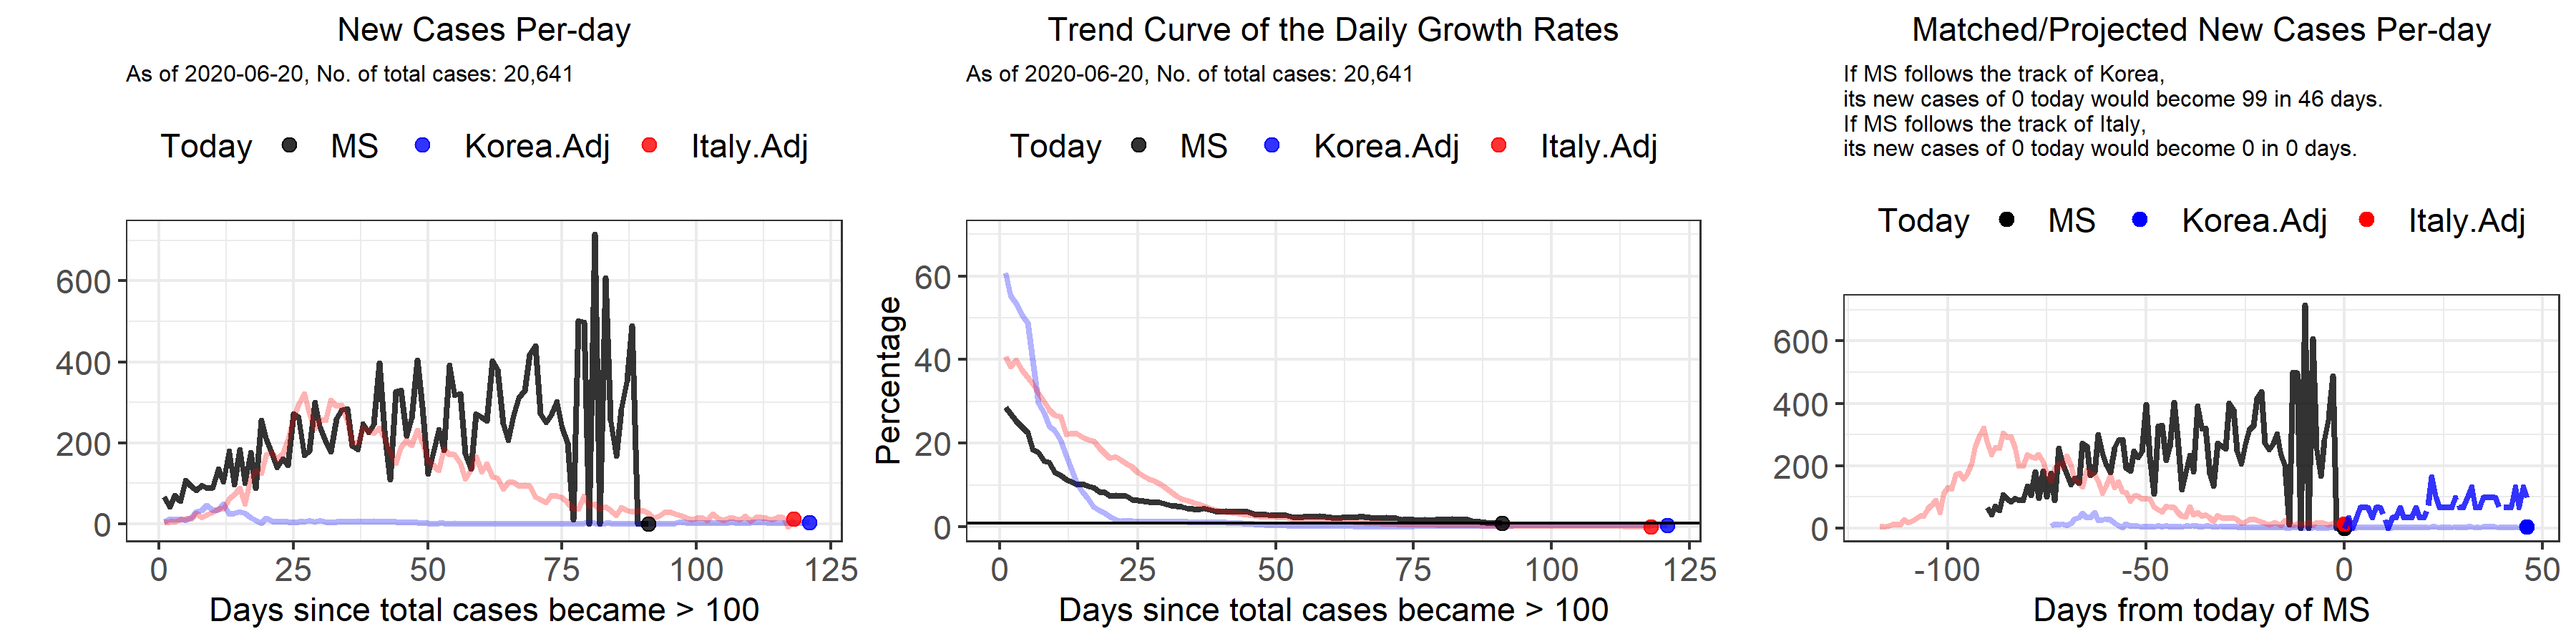 New Cases Per-day
As of 2020-06-20, No. of total cases: 20,641
Today MS Korea.Adj Italy.Adj
600
400
200
0
0 25 50 75 100 125
Days since total cases became > 100
Trend Curve of the Daily Growth Rates
As of 2020-06-20, No. of total cases: 20,641
Today MS Korea.Adj Italy.Adj
Percentage
60
40
20
0
0 25 50 75 100 125
Days since total cases became > 100
Matched/Projected New Cases Per-day
If MS follows the track of Korea,
its new cases of 0 today would become 99 in 46 days.
If MS follows the track of Italy,
its new cases of 0 today would become 0 in 0 days.
Today MS Korea.Adj Italy.Adj
600
400
200
0
-100 -50 0 50
Days from today of MS